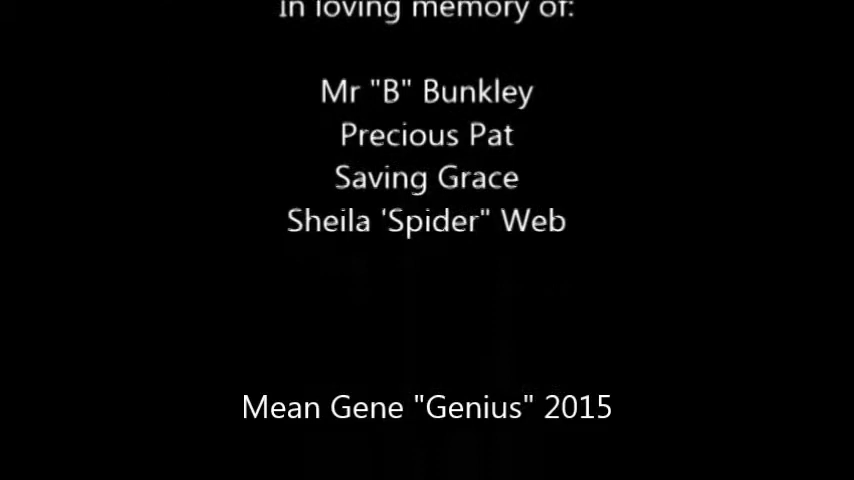 In loving memory of:
Mr "B" Bunkley
Precious Pat
Saving Grace
Sheila 'Spider" Web
Mean Gene "Genius" 2015